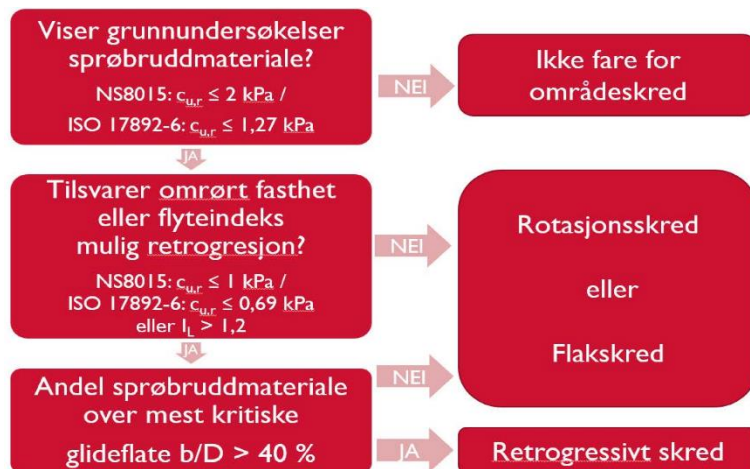 Viser grunnundersøkelser
sprøbruddmateriale?
NS8015: cu,r ≤ 2 kPa /
ISO 17892-6: cu,r ≤ 1,27 kPa
NEI
Ikke fare for
områdeskred
JA
Tilsvarer omrørt fasthet
eller flyteindeks
mulig retrogresjon?
NS8015: cu,r ≤ 1 kPa /
ISO 17892-6: cu,r ≤ 0,69 kPa
eller IL > 1,2
NEI
Rotasjonsskred
eller
Flakskred
JA
Andel sprøbruddmateriale
over mest kritiske
glideflate b/D > 40 %
NEI
JA
Retrogressivt skred